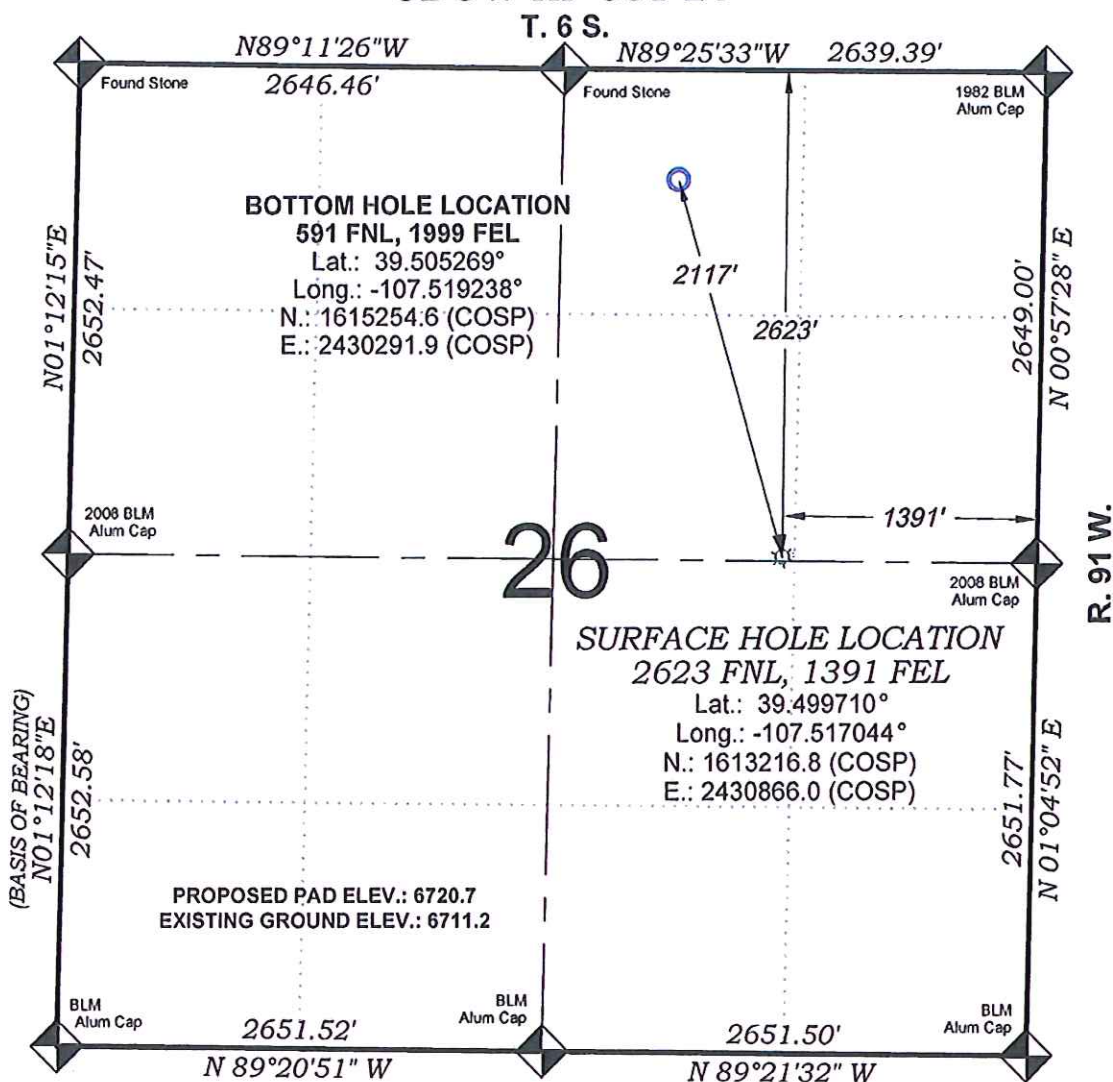 T. 6 S.
N89°11'26"W
2646.46'
N89°25'33"W 2639.39'
Found Stone
Found Stone
1982 BLM
Alum Cap
BOTTOM HOLE LOCATION
591 FNL, 1999 FEL
Lat.: 39.505269°
Long.: -107.519238°
N.: 1615254.6 (COSP)
E.: 2430291.9 (COSP)
N01°12'15"E
2652.47'
2117'
2623'
2649.00'
N 00°57'28" E
1391'
2008 BLM
Alum Cap
26
2008 BLM
Alum Cap
R. 91 W.
SURFACE HOLE LOCATION
2623 FNL, 1391 FEL
Lat.: 39.499710°
Long.: -107.517044°
N.: 1613216.8 (COSP)
E.: 2430866.0 (COSP)
(BASIS OF BEARING)
N01°12'18"E
2652.58'
2651.77'
N 01°04'52" E
PROPOSED PAD ELEV.: 6720.7
EXISTING GROUND ELEV.: 6711.2
BLM
Alum Cap
BLM
Alum Cap
BLM
Alum Cap
2651.52'
N 89°20'51" W
2651.50'
N 89°21'32" W